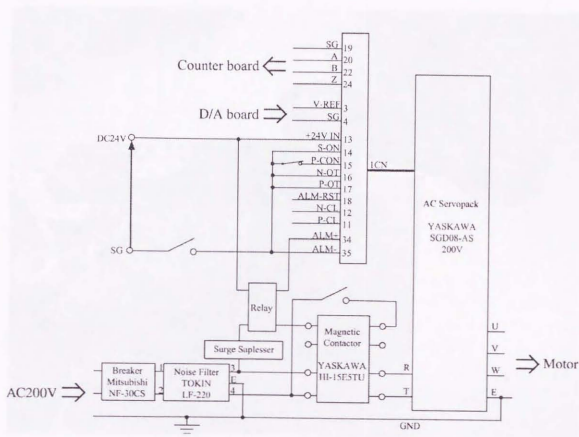 SG 19
A 20
Counter board
B 22
Z 24
V-REF 3
D/A board
SG 4
DC24V
+24V IN 13
S-ON 14
P-CON 15
1CN
N-OT 16
P-OT 17
ALM-RST 18
N-CL 12
P-CL 11
ALM+ 34
SG
ALM- 35
AC Servopack
YASKAWA
SGD08-AS
200V
Relay
Surge Suplesser
Magnetic
Contactor
YASKAWA
HI-15E5TU
U
V
W
Motor
R
T
E
Breaker
Mitsubishi
NF-30CS
1
2
Noise Filter
TOKIN
LF-220
3
E
4
AC200V
GND